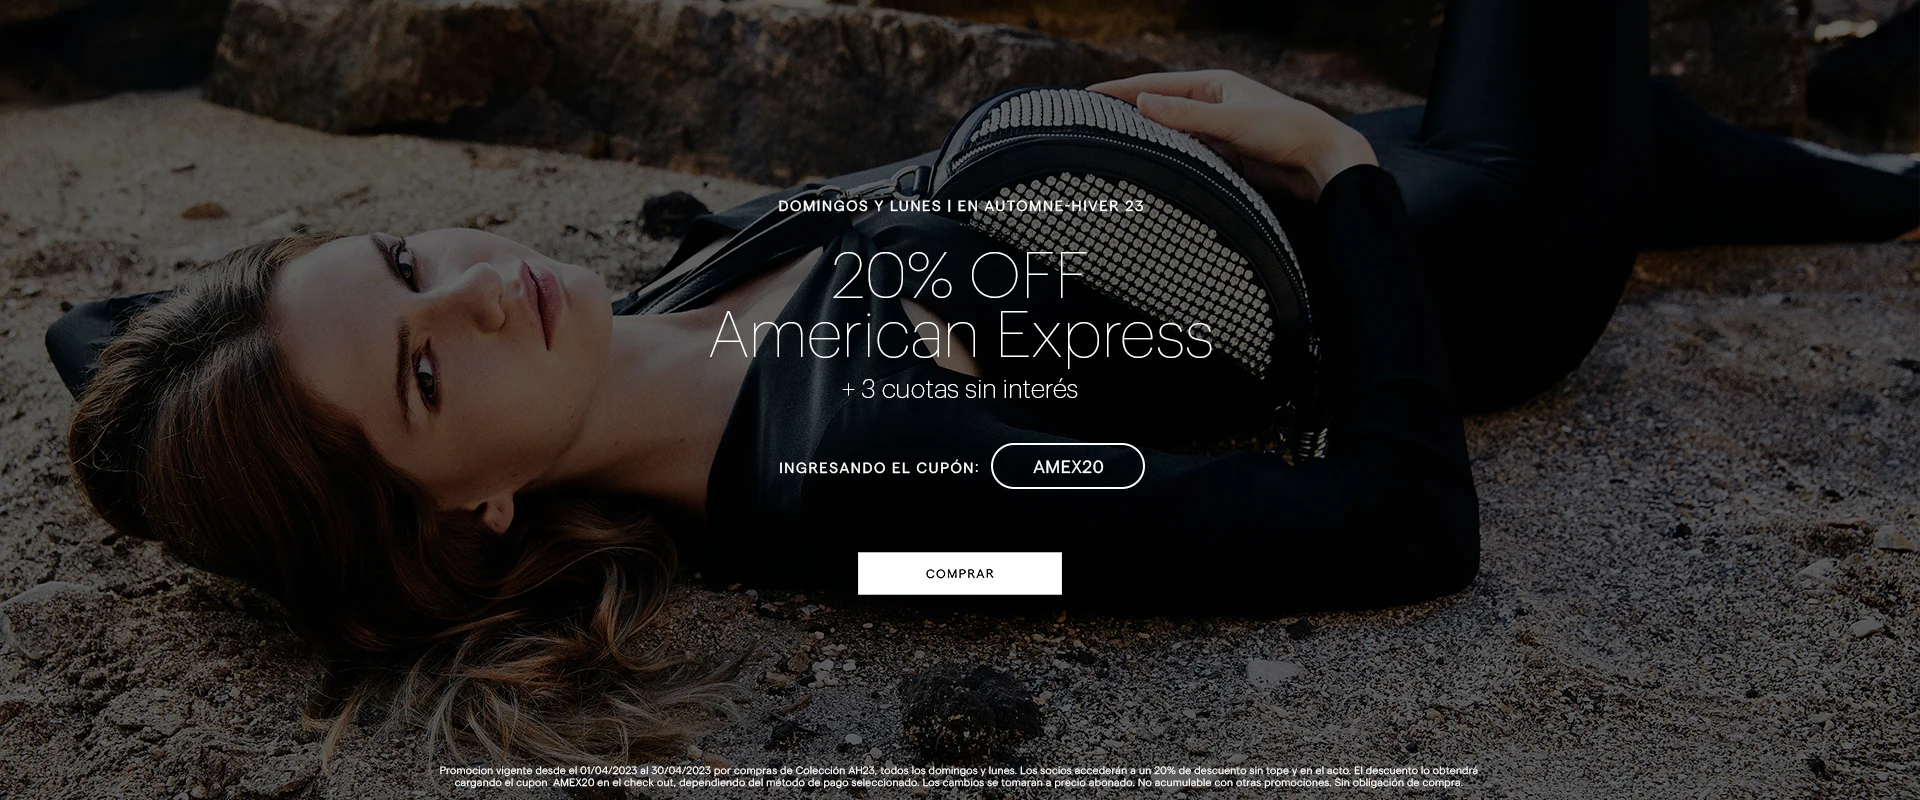 DOMINGOS Y LUNES | EN AUTOMNE-HIVER 23
20% OFF
American Express
+ 3 cuotas sin interés
INGRESANDO EL CUPÓN: AMEX20
COMPRAR
Promocion vigente desde el 01/04/2023 al 30/04/2023 por compras de Colección AH23, todos los domingos y lunes. Los socios accederán a un 20% de descuento sin tope y en el acto. El descuento lo obtendrá
cargando el cupon AMEX20 en el check out, dependiendo del método de pago seleccionado. Los cambios se tomarán a precio abonado. No acumulable con otras promociones. Sin obligación de compra.